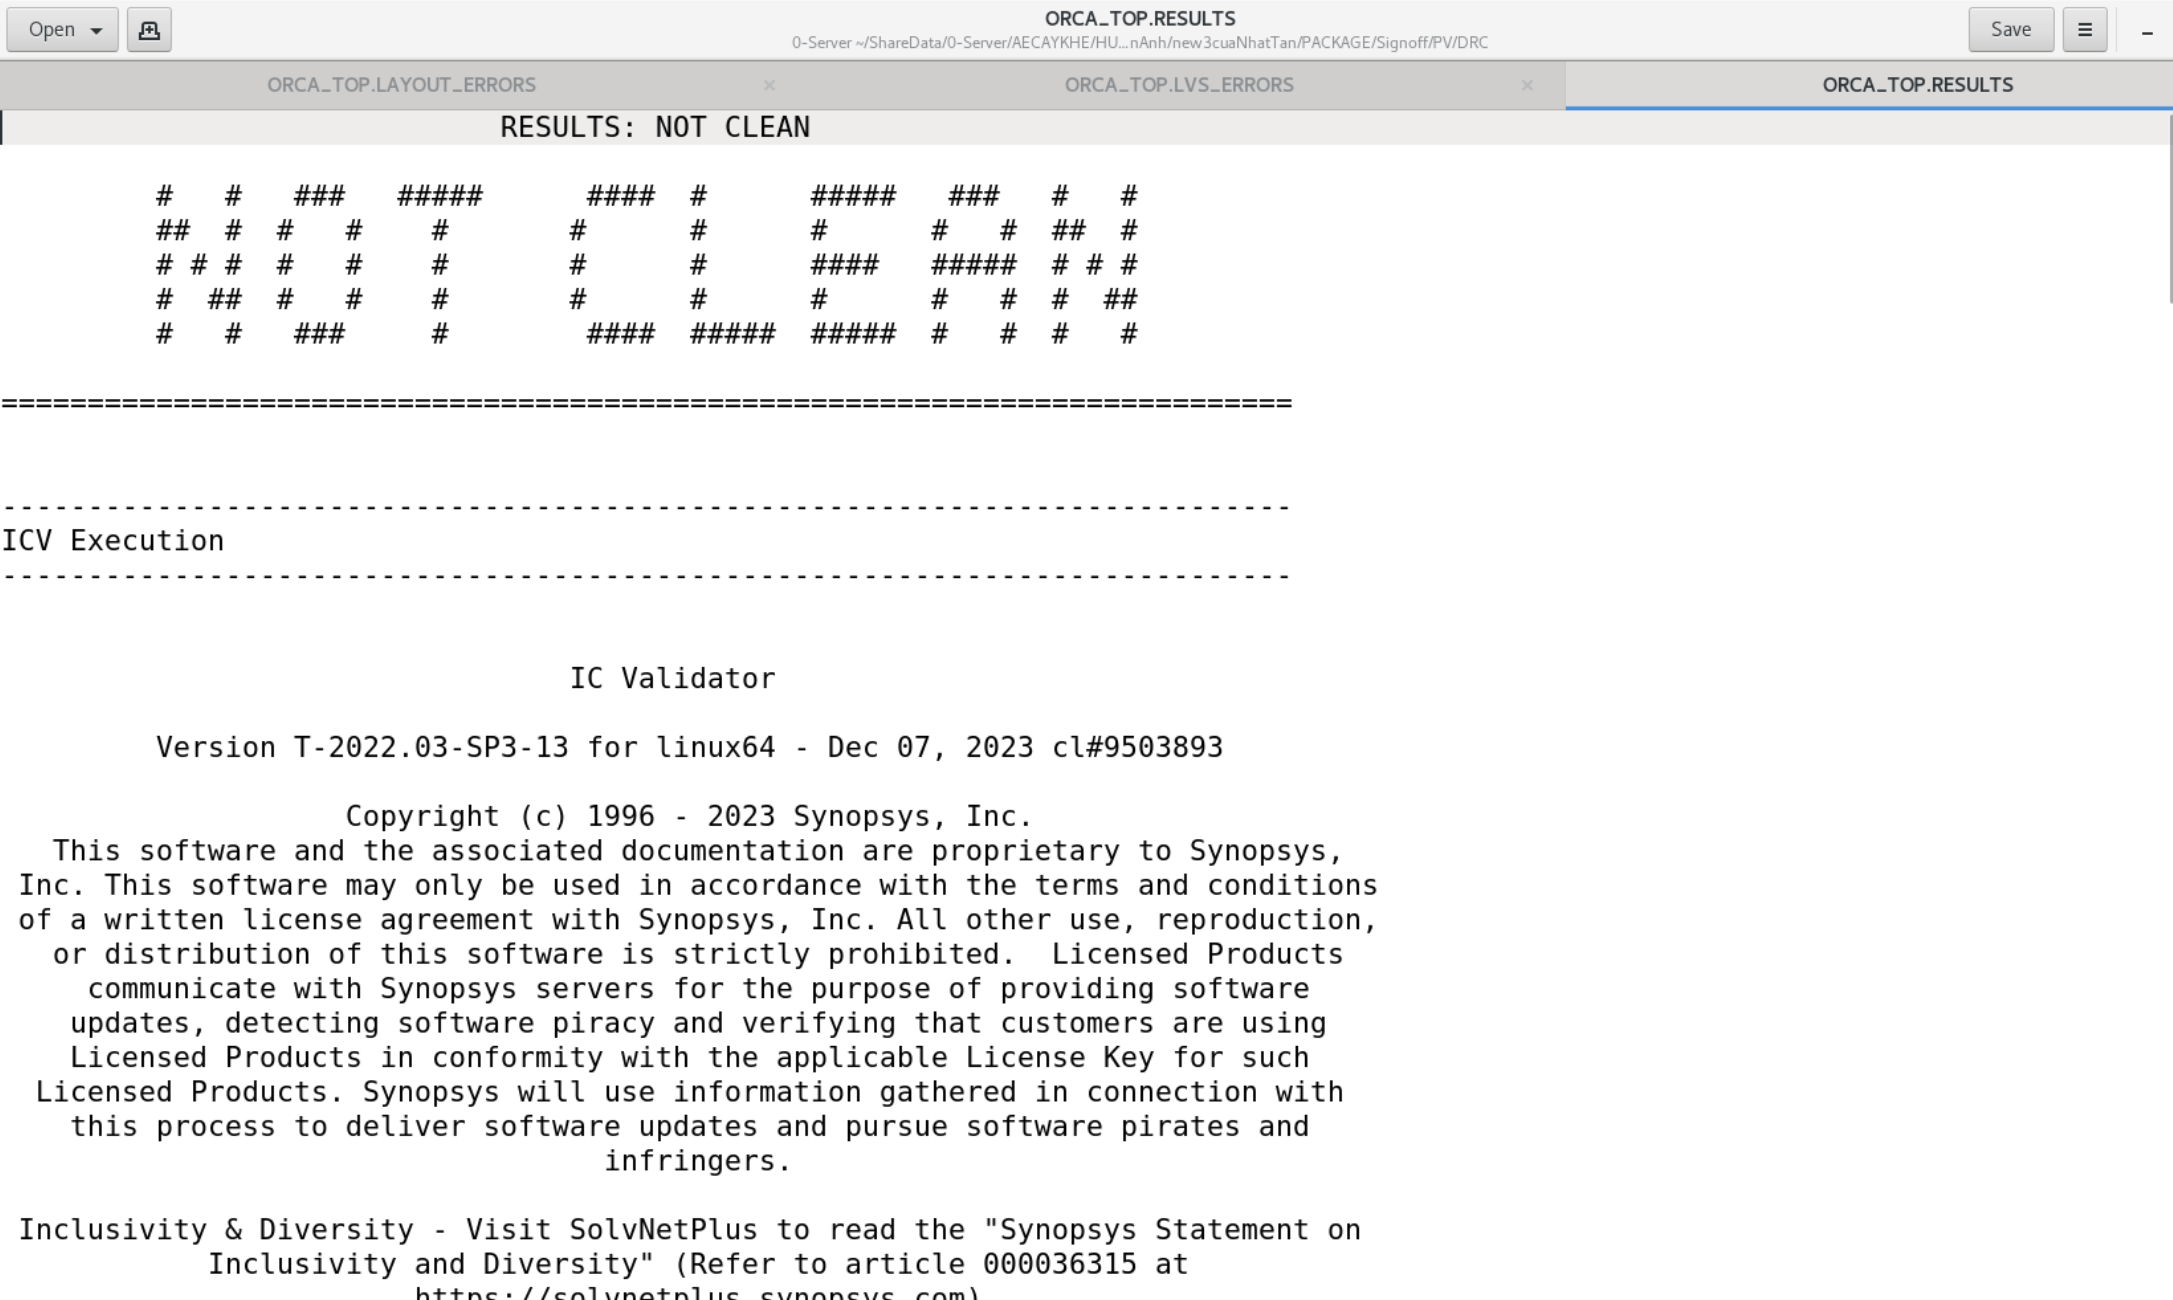 Open
ORCA_TOP.RESULTS
0-Server ~/ShareData/0-Server/AECAYKHE/HU...nAnh/new3cuaNhatTan/PACKAGE/Signoff/PV/DRC
Save
ORCA_TOP.LAYOUT_ERRORS
ORCA_TOP.LVS_ERRORS
ORCA_TOP.RESULTS
RESULTS: NOT CLEAN
#   #   ###   #####      ####  #      #####   ###   #   #
##  #  #   #    #       #      #      #      #   #  ##  #
# # #  #   #    #       #      #      ####   #####  # # #
#  ##  #   #    #       #      #      #      #   #  #  ##
#   #   ###     #        ####  #####  #####  #   #  #   #
===========================================================================
---------------------------------------------------------------------------
ICV Execution
---------------------------------------------------------------------------
IC Validator
Version T-2022.03-SP3-13 for linux64 - Dec 07, 2023 cl#9503893
Copyright (c) 1996 - 2023 Synopsys, Inc.
This software and the associated documentation are proprietary to Synopsys,
Inc. This software may only be used in accordance with the terms and conditions
of a written license agreement with Synopsys, Inc. All other use, reproduction,
or distribution of this software is strictly prohibited.  Licensed Products
communicate with Synopsys servers for the purpose of providing software
updates, detecting software piracy and verifying that customers are using
Licensed Products in conformity with the applicable License Key for such
Licensed Products. Synopsys will use information gathered in connection with
this process to deliver software updates and pursue software pirates and
infringers.
Inclusivity & Diversity - Visit SolvNetPlus to read the "Synopsys Statement on
Inclusivity and Diversity" (Refer to article 000036315 at
https://solvnetplus.synopsys.com)